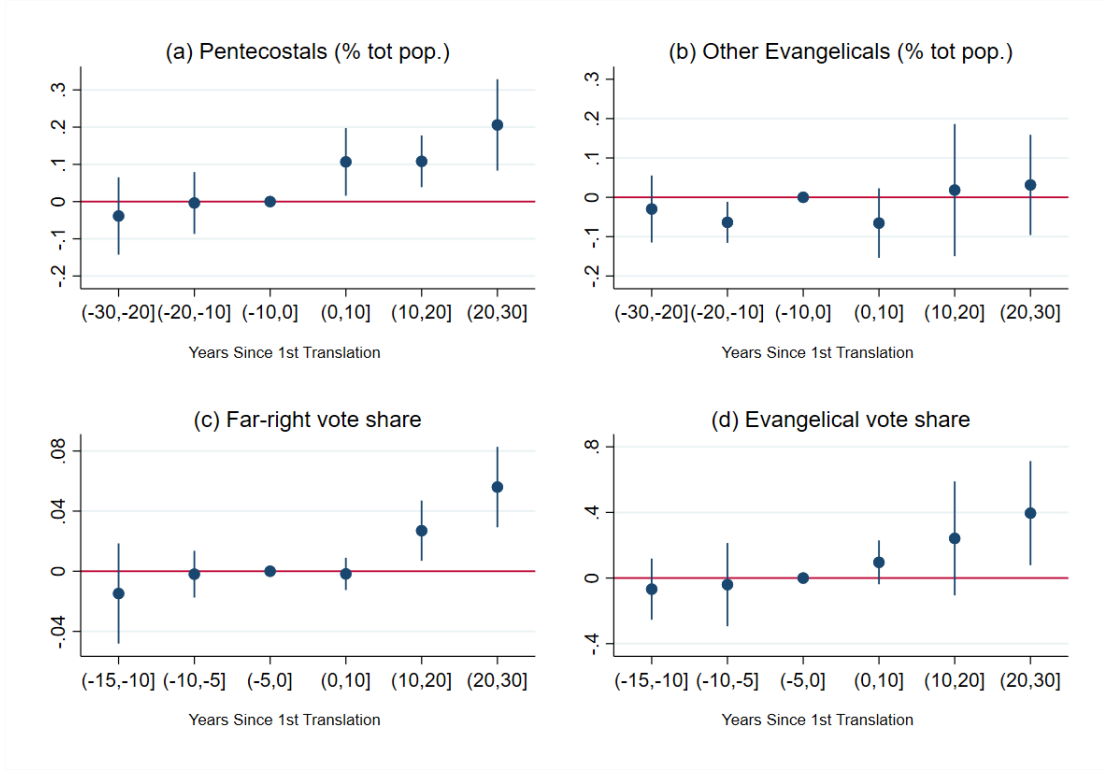 (a) Pentecostals (% tot pop.)
.3
.2
.1
0
-.1
-.2
(-30,-20] (-20,-10] (-10,0] (0,10] (10,20] (20,30]
Years Since 1st Translation
(b) Other Evangelicals (% tot pop.)
.3
.2
.1
0
-.1
-.2
(-30,-20] (-20,-10] (-10,0] (0,10] (10,20] (20,30]
Years Since 1st Translation
(c) Far-right vote share
.08
.04
0
-.04
(-15,-10] (-10,-5] (-5,0] (0,10] (10,20] (20,30]
Years Since 1st Translation
(d) Evangelical vote share
.8
.4
0
-.4
(-15,-10] (-10,-5] (-5,0] (0,10] (10,20] (20,30]
Years Since 1st Translation